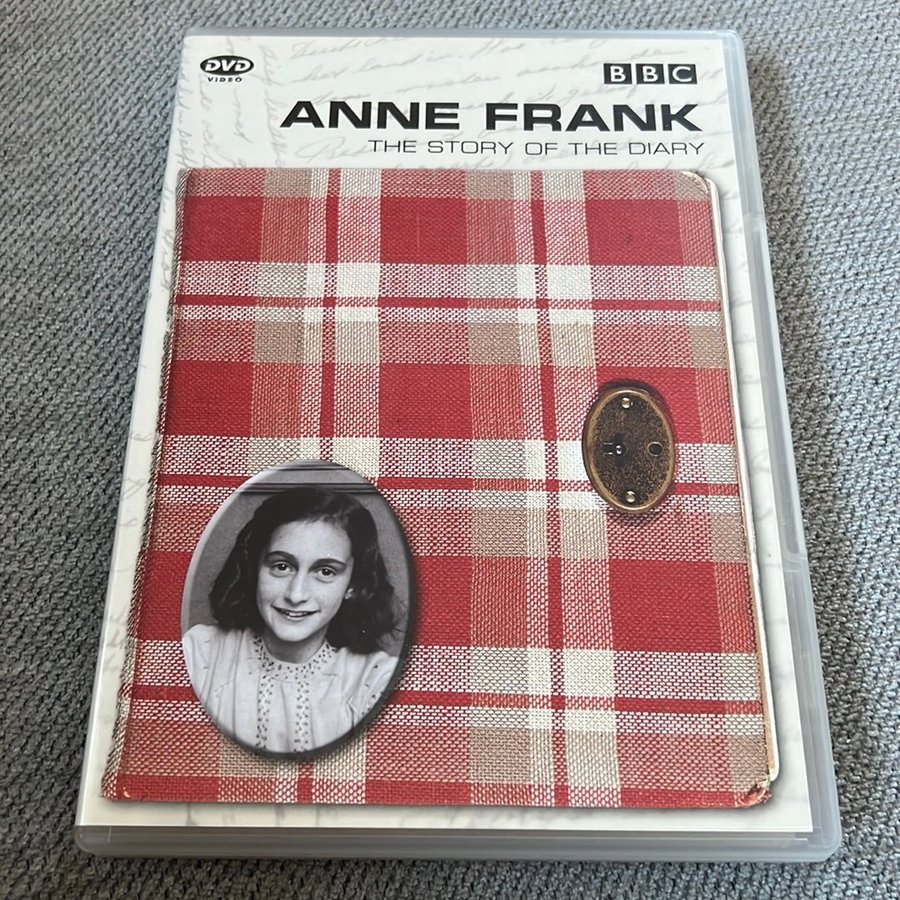 DVD
VIDEO
BBC
ANNE FRANK
THE STORY OF THE DIARY